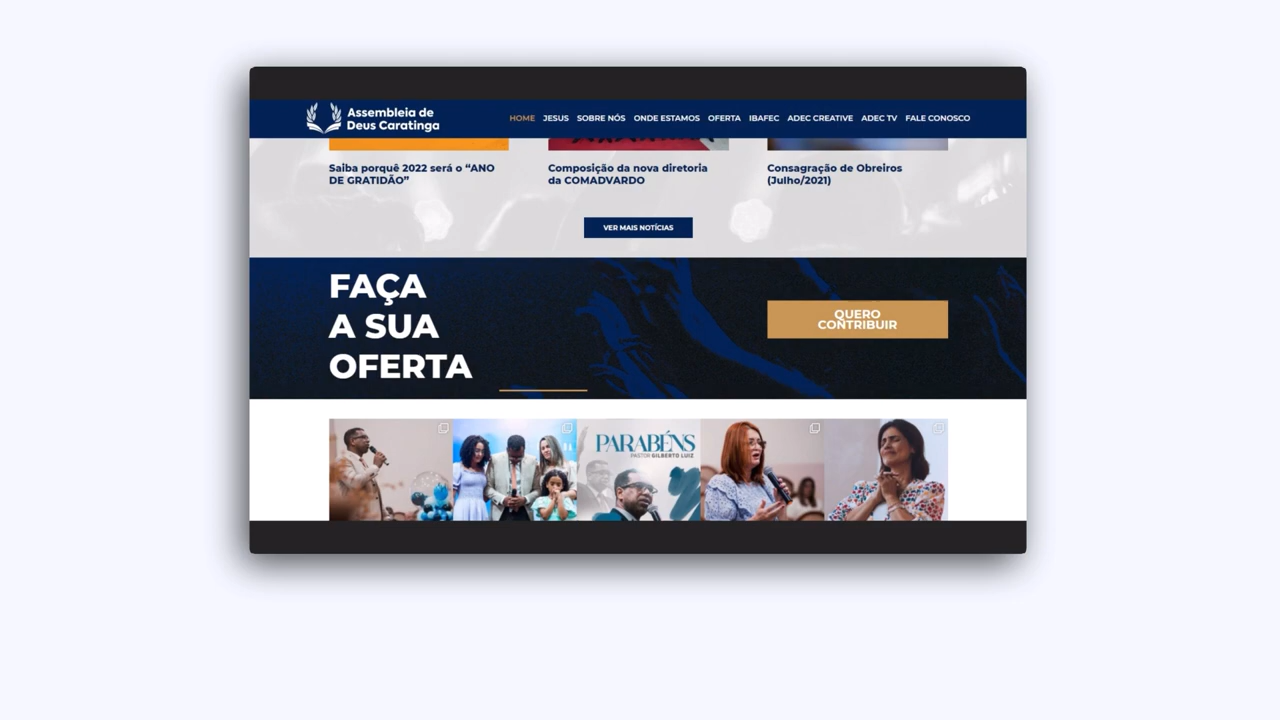 Assembleia de
Deus Caratinga
HOME JESUS SOBRE NÓS ONDE ESTAMOS OFERTA IBAFEC ADEC CREATIVE ADEC TV FALE CONOSCO
Saiba porquê 2022 será o “ANO
DE GRATIDÃO”
Composição da nova diretoria
da COMADVARDO
Consagração de Obreiros
(Julho/2021)
VER MAIS NOTÍCIAS
FAÇA
A SUA
OFERTA
QUERO
CONTRIBUIR
PARABÉNS
PASTOR GILBERTO LUIZ